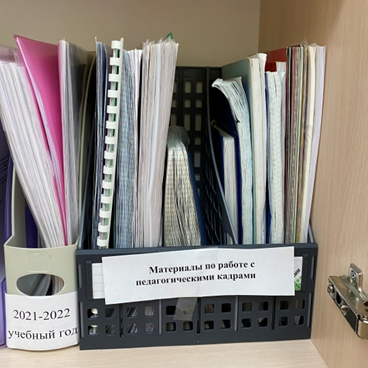 Материалы по работе с
педагогическими кадрами
2021-2022
учебный год